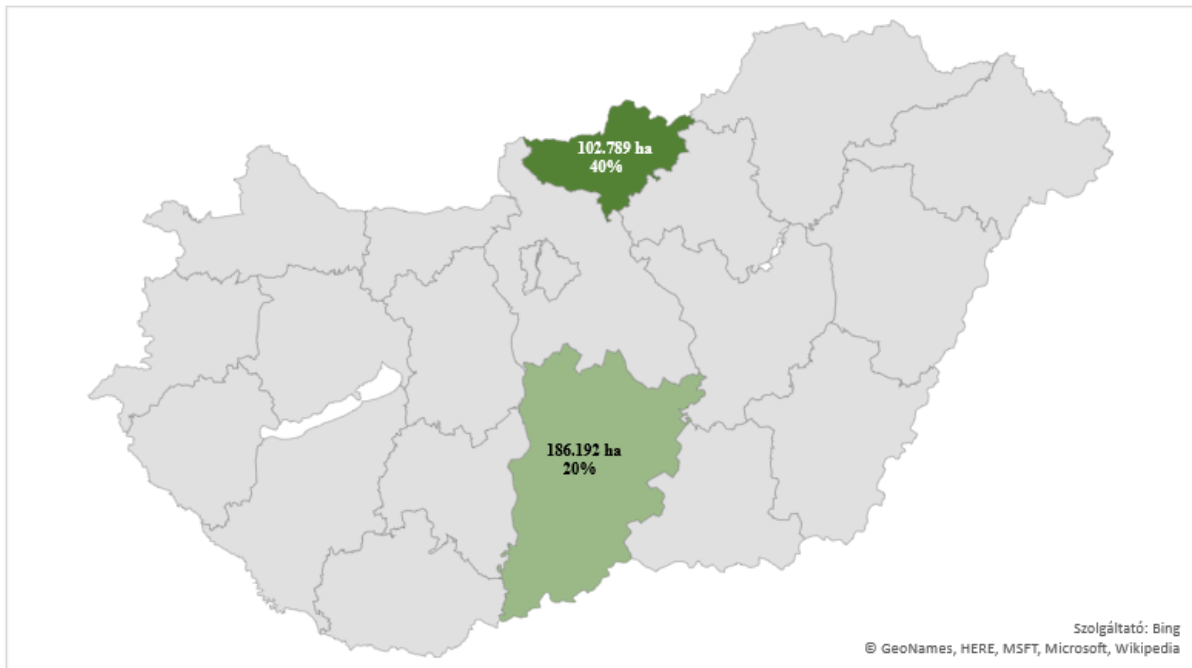 102.789 ha
40%
186.192 ha
20%
Szolgáltató: Bing
© GeoNames, HERE, MSFT, Microsoft, Wikipedia